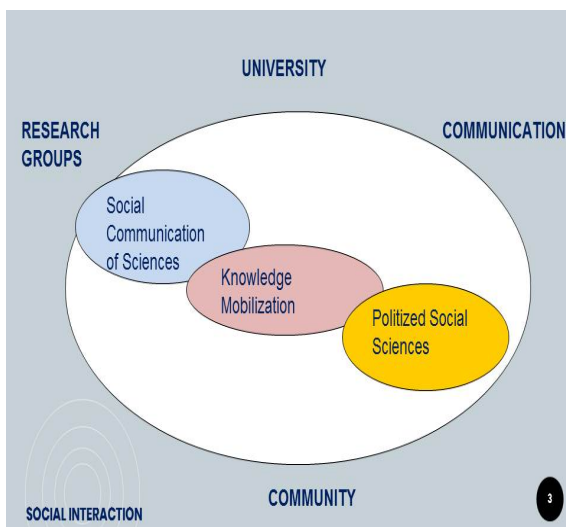 UNIVERSITY
RESEARCH
GROUPS
COMMUNICATION
Social
Communication
of Sciences
Knowledge
Mobilization
Politized Social
Sciences
COMMUNITY
3
SOCIAL INTERACTION